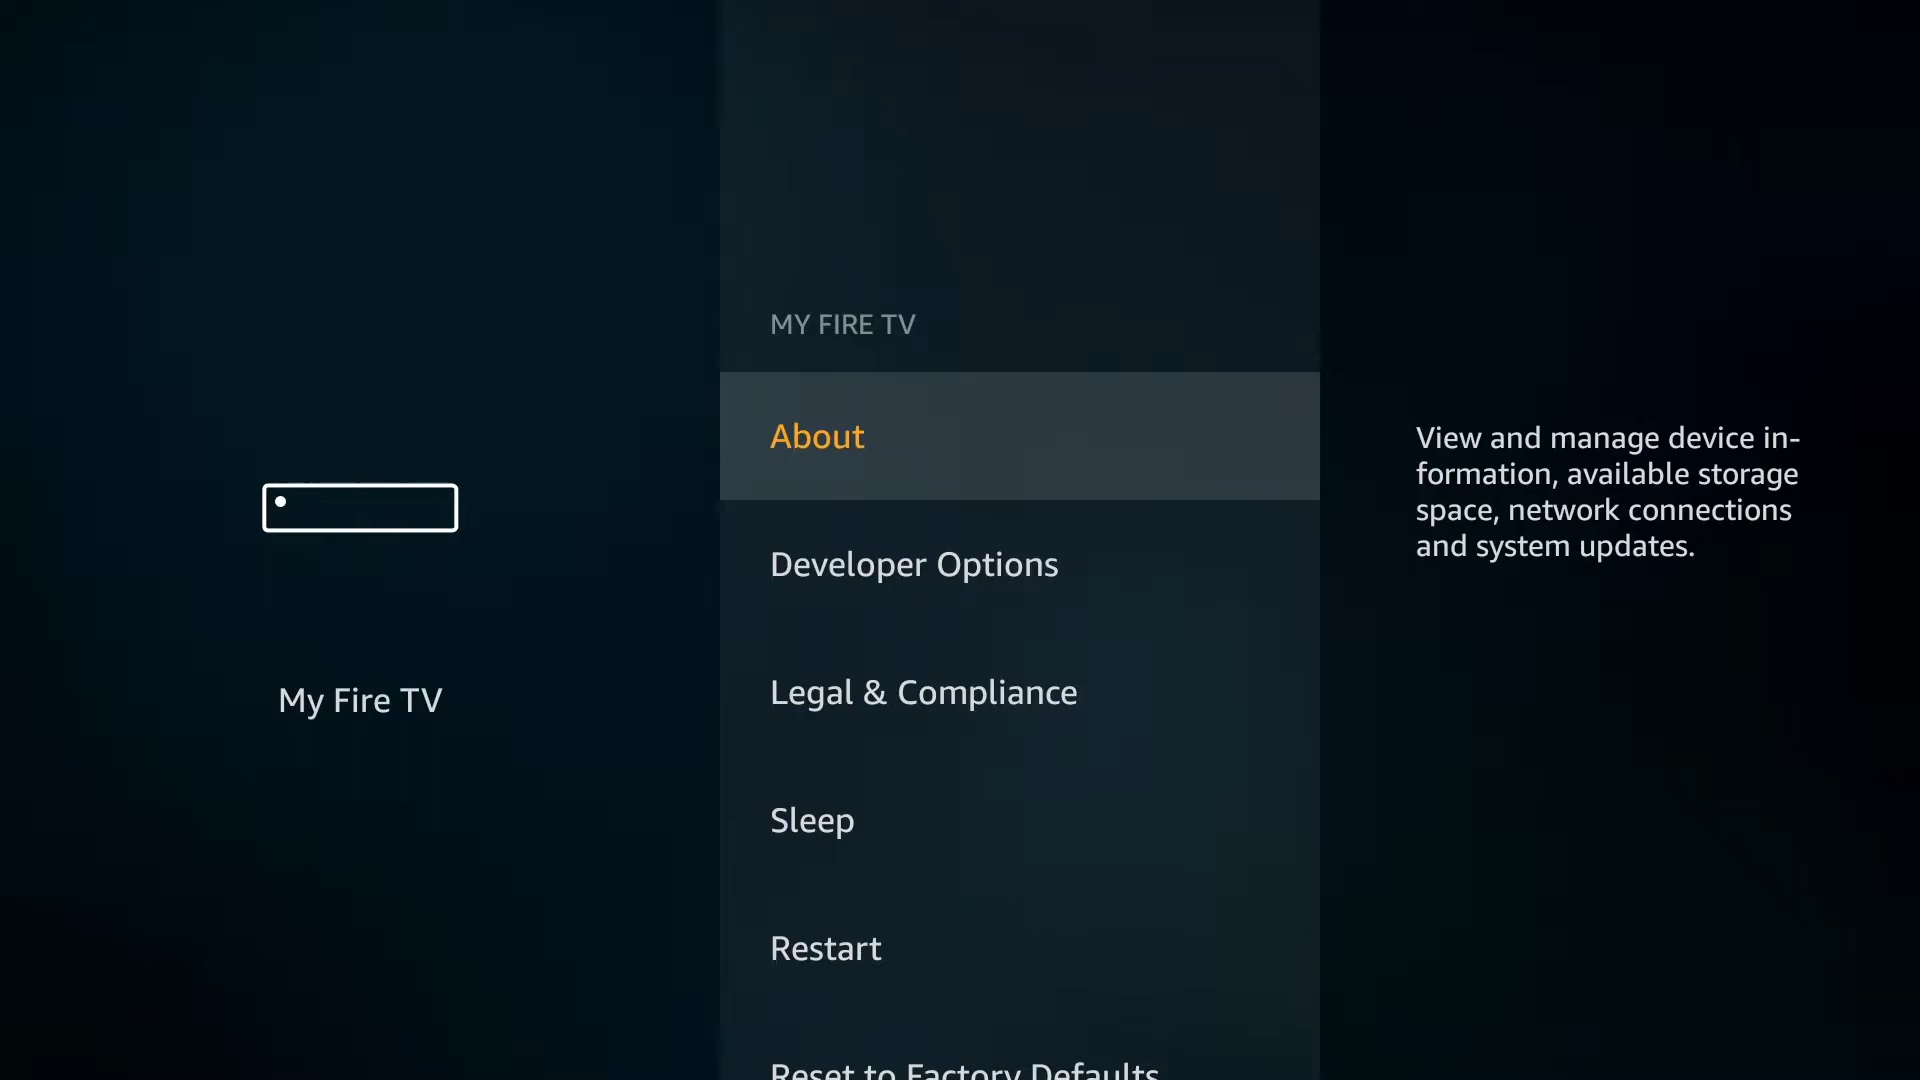 MY FIRE TV
About
Developer Options
Legal & Compliance
Sleep
Restart
Reset to Factory Defaults
My Fire TV
View and manage device in-
formation, available storage
space, network connections
and system updates.